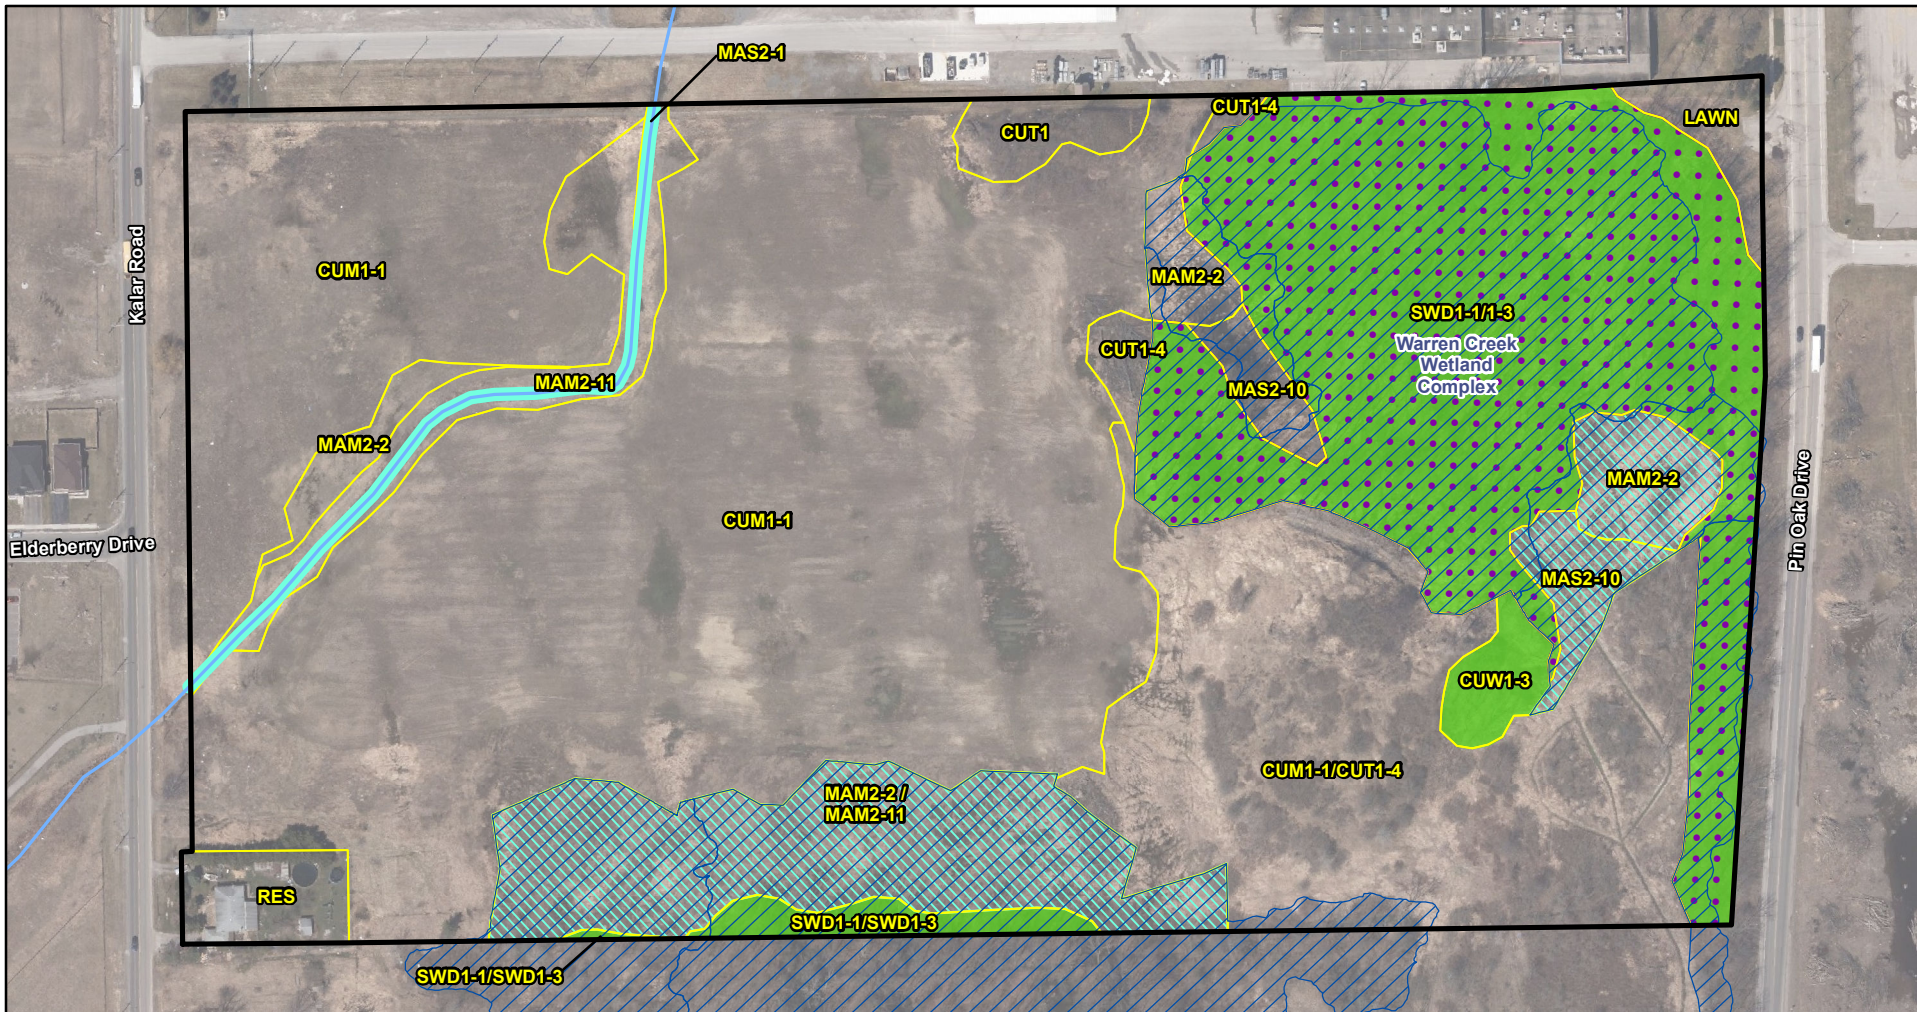 MAS2-1
CUT1-4
LAWN
CUT1
Kalar Road
CUM1-1
MAM2-2
SWD1-1/1-3
Warren Creek
Wetland
Complex
CUT1-4
MAM2-11
MAS2-10
MAM2-2
MAM2-2
Pin Oak Drive
CUM1-1
Elderberry Drive
MAS2-10
CUW1-3
CUM1-1/CUT1-4
MAM2-2 /
MAM2-11
RES
SWD1-1/SWD1-3
SWD1-1/SWD1-3